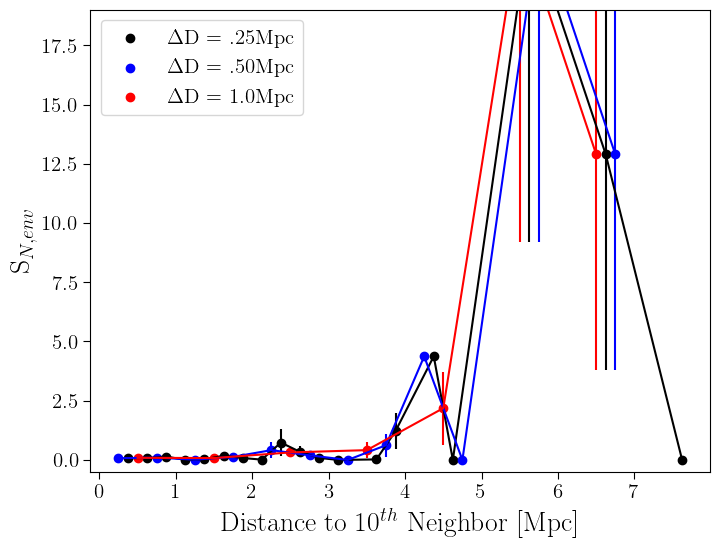 ΔD = .25Mpc
ΔD = .50Mpc
ΔD = 1.0Mpc
17.5
15.0
12.5
10.0
7.5
5.0
2.5
0.0
S_{N,env}
0 1 2 3 4 5 6 7
Distance to 10^{th} Neighbor [Mpc]